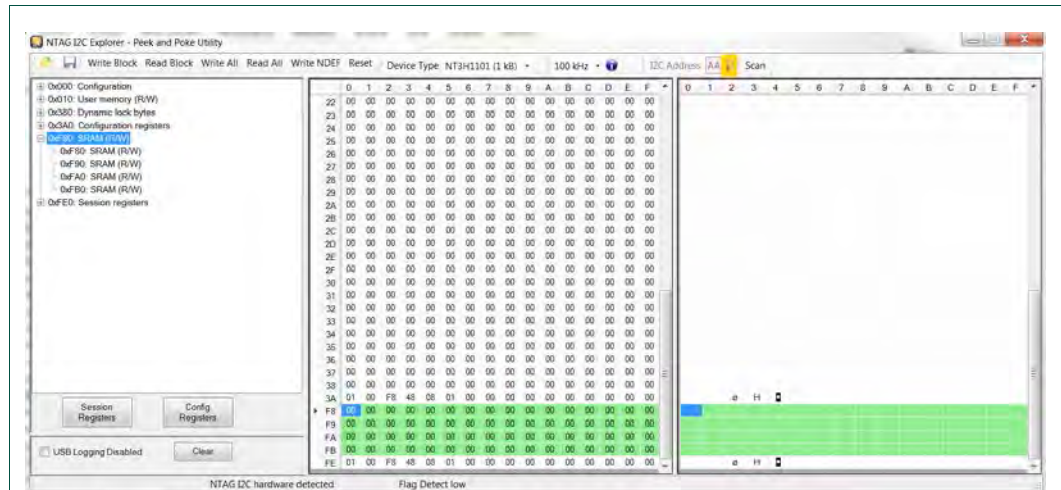 NTAG I2C Explorer - Peek and Poke Utility
Write Block Read Block Write All Read All Write NDEF Reset Device Type NT3H1101 (1 kB) 100 kHz I2C Address AA Scan
0x000: Configuration
0x010: User memory (R/W)
0x380: Dynamic lock bytes
0x3A0: Configuration registers
0xF80: SRAM (R/W)
0xF80: SRAM (R/W)
0xF90: SRAM (R/W)
0xFA0: SRAM (R/W)
0xFB0: SRAM (R/W)
0xFE0: Session registers
Session Registers
Config Registers
USB Logging Disabled
Clear
0 1 2 3 4 5 6 7 8 9 A B C D E F
22 00 00 00 00 00 00 00 00 00 00 00 00 00 00 00 00
23 00 00 00 00 00 00 00 00 00 00 00 00 00 00 00 00
24 00 00 00 00 00 00 00 00 00 00 00 00 00 00 00 00
25 00 00 00 00 00 00 00 00 00 00 00 00 00 00 00 00
26 00 00 00 00 00 00 00 00 00 00 00 00 00 00 00 00
27 00 00 00 00 00 00 00 00 00 00 00 00 00 00 00 00
28 00 00 00 00 00 00 00 00 00 00 00 00 00 00 00 00
29 00 00 00 00 00 00 00 00 00 00 00 00 00 00 00 00
2A 00 00 00 00 00 00 00 00 00 00 00 00 00 00 00 00
2B 00 00 00 00 00 00 00 00 00 00 00 00 00 00 00 00
2C 00 00 00 00 00 00 00 00 00 00 00 00 00 00 00 00
2D 00 00 00 00 00 00 00 00 00 00 00 00 00 00 00 00
2E 00 00 00 00 00 00 00 00 00 00 00 00 00 00 00 00
2F 00 00 00 00 00 00 00 00 00 00 00 00 00 00 00 00
30 00 00 00 00 00 00 00 00 00 00 00 00 00 00 00 00
31 00 00 00 00 00 00 00 00 00 00 00 00 00 00 00 00
32 00 00 00 00 00 00 00 00 00 00 00 00 00 00 00 00
33 00 00 00 00 00 00 00 00 00 00 00 00 00 00 00 00
34 00 00 00 00 00 00 00 00 00 00 00 00 00 00 00 00
35 00 00 00 00 00 00 00 00 00 00 00 00 00 00 00 00
36 00 00 00 00 00 00 00 00 00 00 00 00 00 00 00 00
37 00 00 00 00 00 00 00 00 00 00 00 00 00 00 00 00
38 00 00 00 00 00 00 00 00 00 00 00 00 00 00 00 00
3A 01 00 F8 48 08 01 00 00 00 00 00 00 00 00 00 00
F8 00 00 00 00 00 00 00 00 00 00 00 00 00 00 00 00
F9 00 00 00 00 00 00 00 00 00 00 00 00 00 00 00 00
FA 00 00 00 00 00 00 00 00 00 00 00 00 00 00 00 00
FB 00 00 00 00 00 00 00 00 00 00 00 00 00 00 00 00
FE 01 00 F8 48 08 01 00 00 00 00 00 00 00 00 00 00
0 1 2 3 4 5 6 7 8 9 A B C D E F
ø H ◘
ø H ◘
NTAG I2C hardware detected Flag Detect low